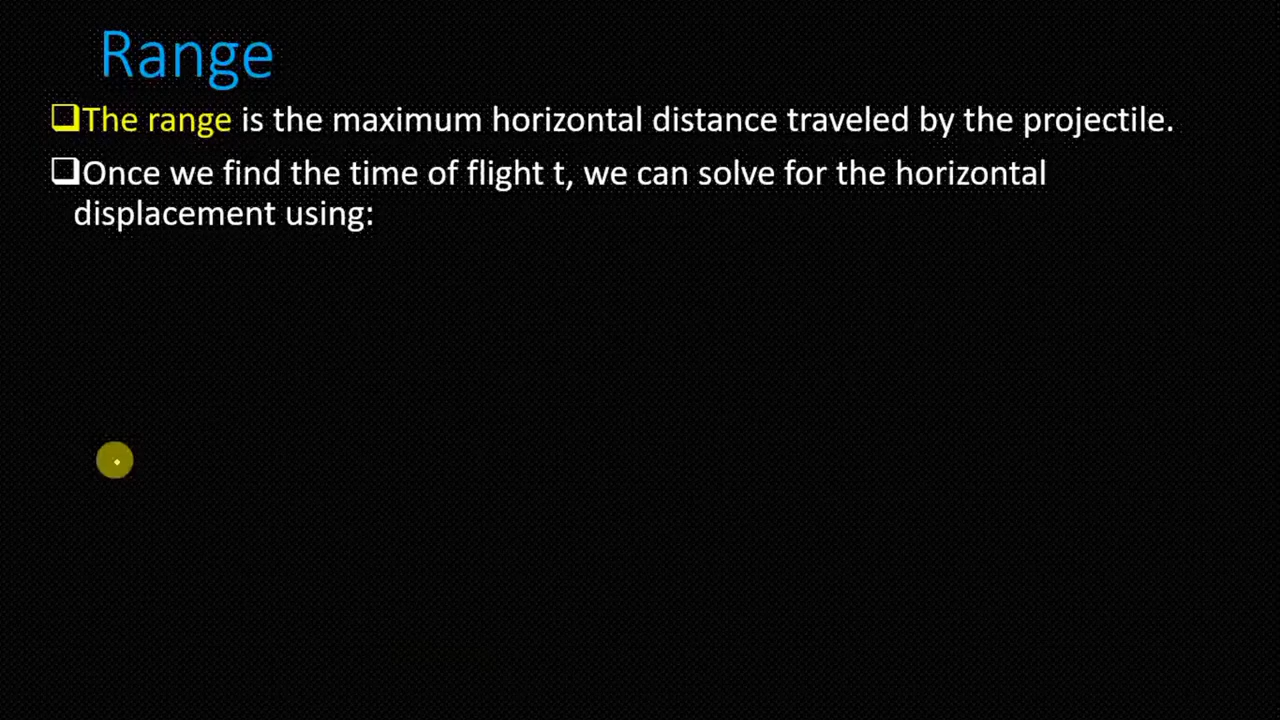 Range
❑The range is the maximum horizontal distance traveled by the projectile.
❑Once we find the time of flight t, we can solve for the horizontal
displacement using: